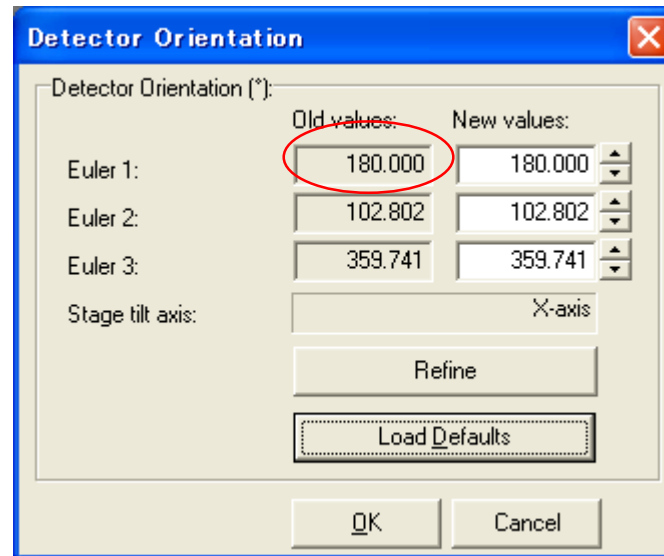 Detector Orientation
Detector Orientation (°):
Old values: New values:
Euler 1: 180.000 180.000
Euler 2: 102.802 102.802
Euler 3: 359.741 359.741
Stage tilt axis: X-axis
Refine
Load Defaults
OK Cancel